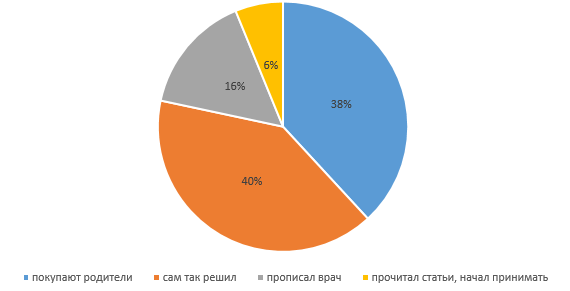 6%
16%
38%
40%
покупают родители сам так решил прописал врач прочитал статьи, начал принимать